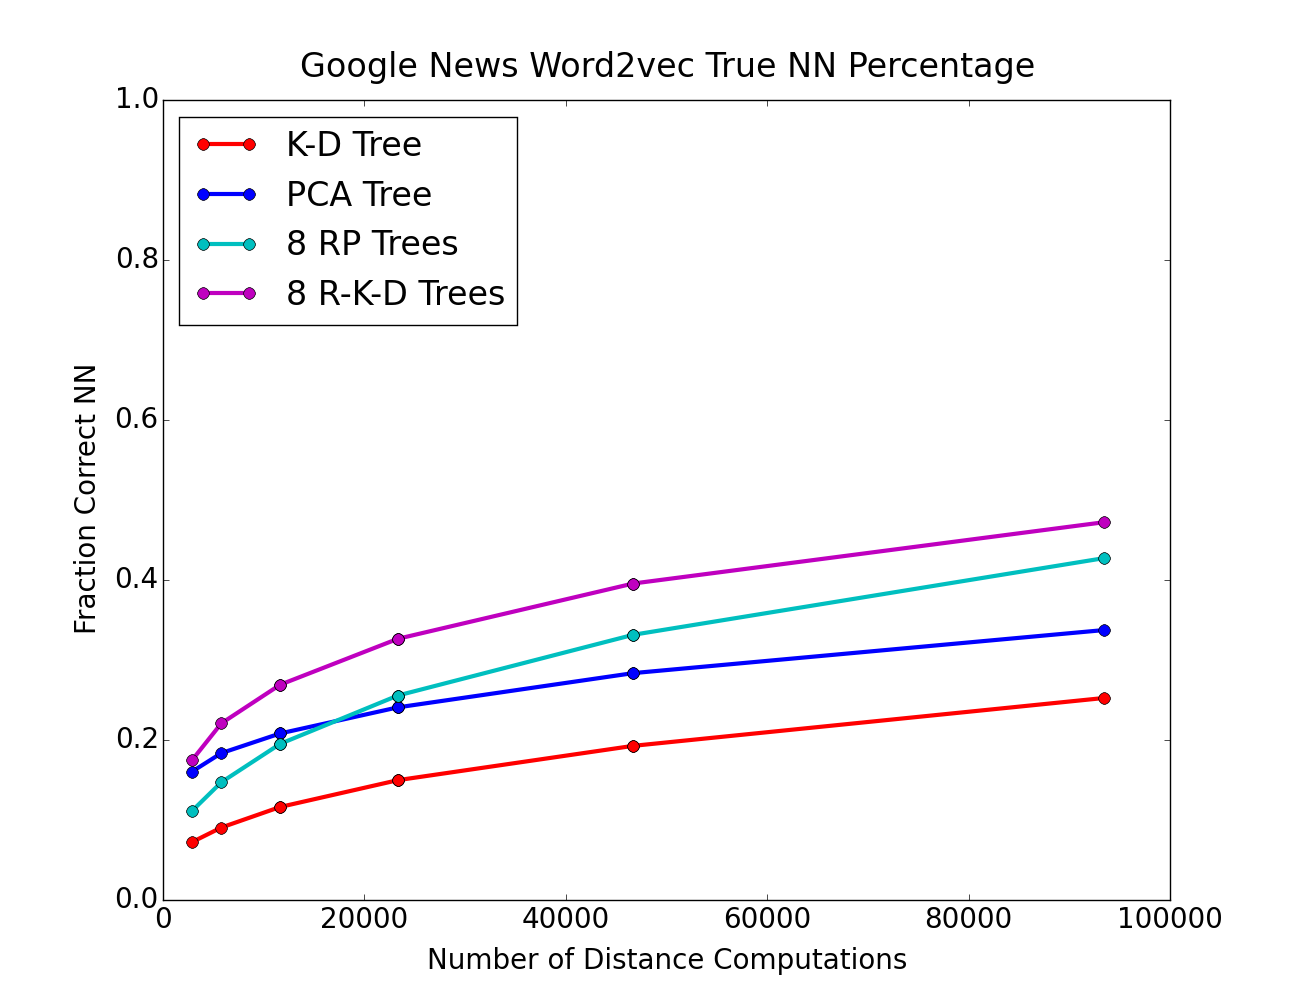 Google News Word2vec True NN Percentage
1.0
K-D Tree
PCA Tree
8 RP Trees
8 R-K-D Trees
0.8
0.6
0.4
0.2
0.0
Fraction Correct NN
0 20000 40000 60000 80000 100000
Number of Distance Computations